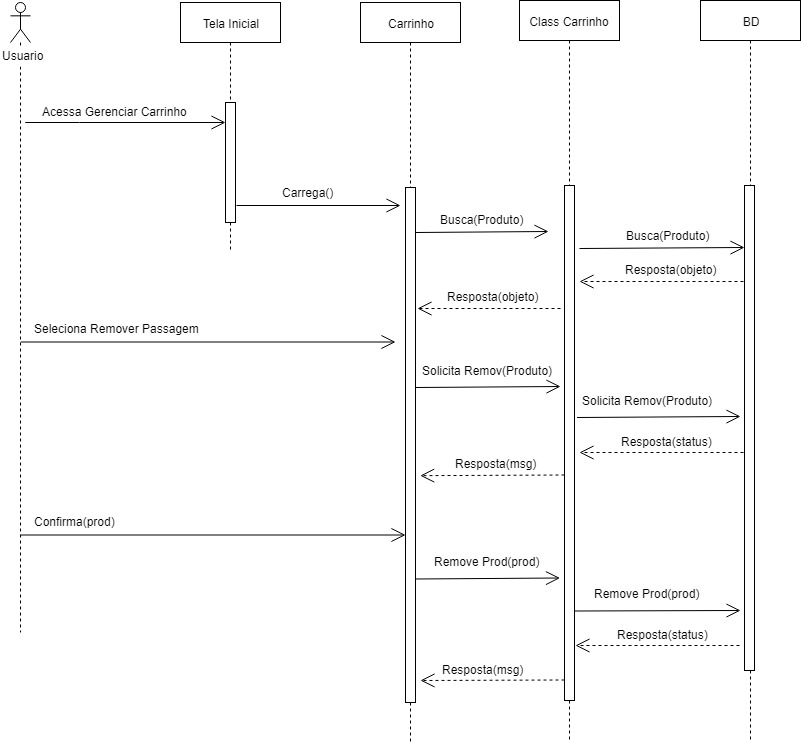 Usuario
Tela Inicial
Carrinho
Class Carrinho
BD
Acessa Gerenciar Carrinho
Carrega()
Busca(Produto)
Busca(Produto)
Resposta(objeto)
Resposta(objeto)
Seleciona Remover Passagem
Solicita Remov(Produto)
Solicita Remov(Produto)
Resposta(status)
Resposta(msg)
Confirma(prod)
Remove Prod(prod)
Remove Prod(prod)
Resposta(status)
Resposta(msg)